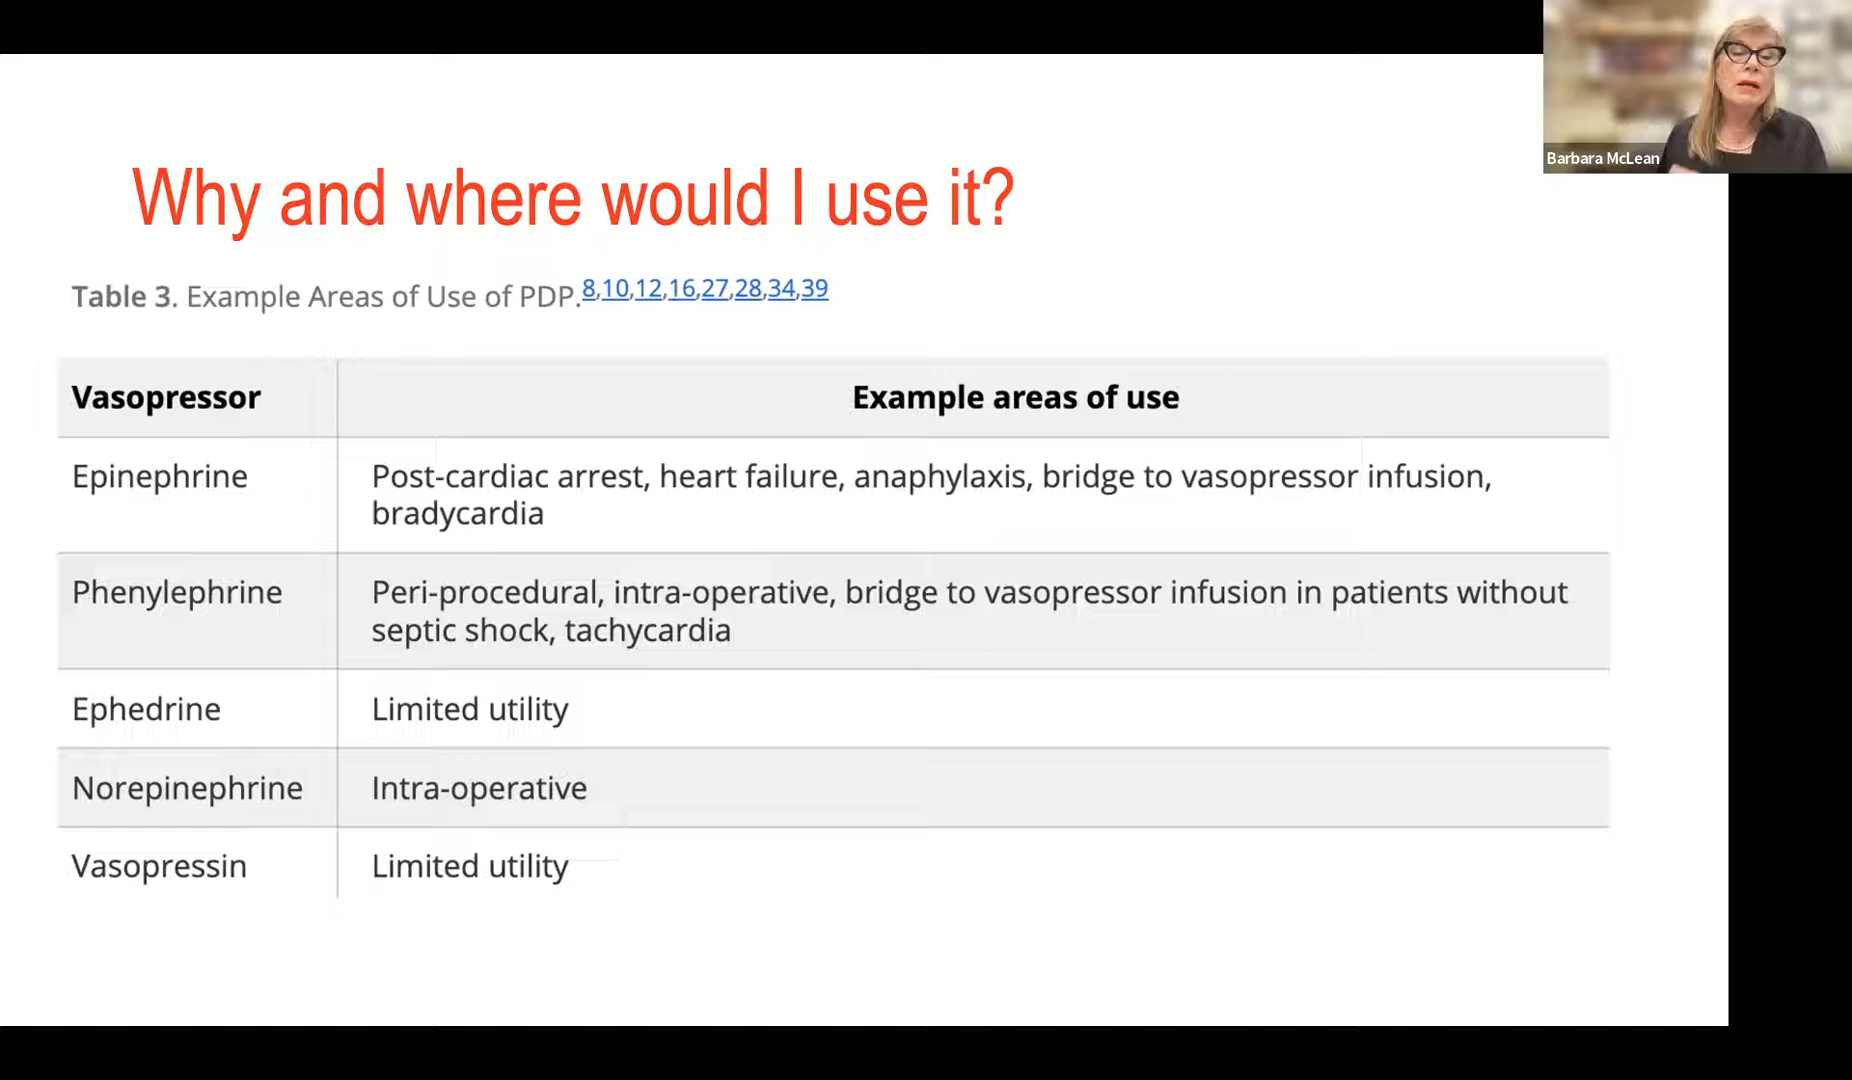 Barbara McLean
Why and where would I use it?
Table 3. Example Areas of Use of PDP.8,10,12,16,27,28,34,39
Vasopressor
Example areas of use
Epinephrine
Post-cardiac arrest, heart failure, anaphylaxis, bridge to vasopressor infusion,
bradycardia
Phenylephrine
Peri-procedural, intra-operative, bridge to vasopressor infusion in patients without
septic shock, tachycardia
Ephedrine
Limited utility
Norepinephrine
Intra-operative
Vasopressin
Limited utility